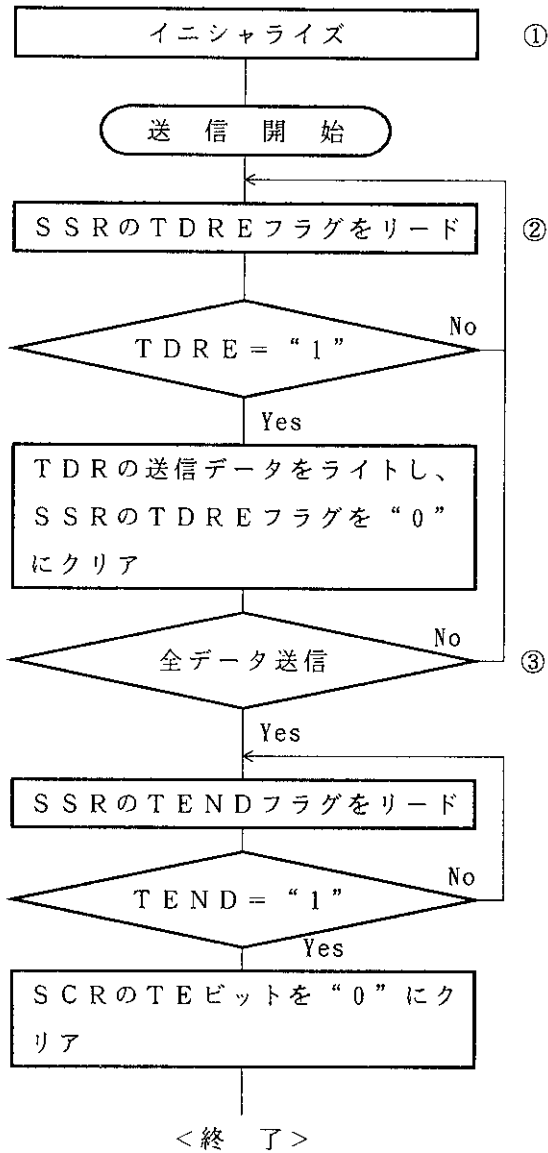 イニシャライズ ①
送信開始
SSRのTDREフラグをリード ②
TDRE=“1” No
Yes
TDRの送信データをライトし、
SSRのTDREフラグを“0”
にクリア
全データ送信 No ③
Yes
SSRのTENDフラグをリード
TEND=“1” No
Yes
SCRのTEビットを“0”にク
リア
<終 了>